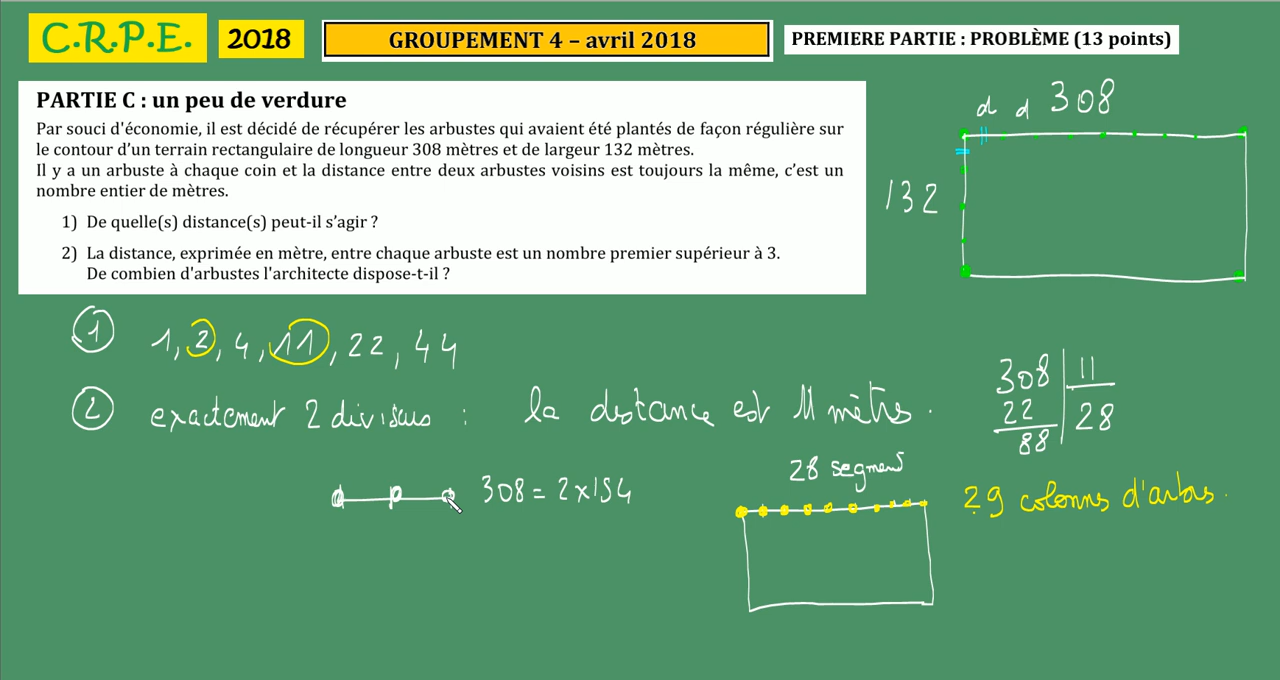 C.R.P.E.
2018
GROUPEMENT 4 – avril 2018
PREMIERE PARTIE : PROBLÈME (13 points)
PARTIE C : un peu de verdure
Par souci d'économie, il est décidé de récupérer les arbustes qui avaient été plantés de façon régulière sur
le contour d'un terrain rectangulaire de longueur 308 mètres et de largeur 132 mètres.
Il y a un arbuste à chaque coin et la distance entre deux arbustes voisins est toujours la même, c'est un
nombre entier de mètres.
1) De quelle(s) distance(s) peut-il s'agir ?
2) La distance, exprimée en mètre, entre chaque arbuste est un nombre premier supérieur à 3.
De combien d'arbustes l'architecte dispose-t-il ?
d d 308
132
1 1, 2, 4, 11, 22, 44
2 exactement 2 diviseurs : la distance est 11 mètres.
308 11
22 28
88
28 segment
308 = 2 x 154
29 colonnes d'arbres.